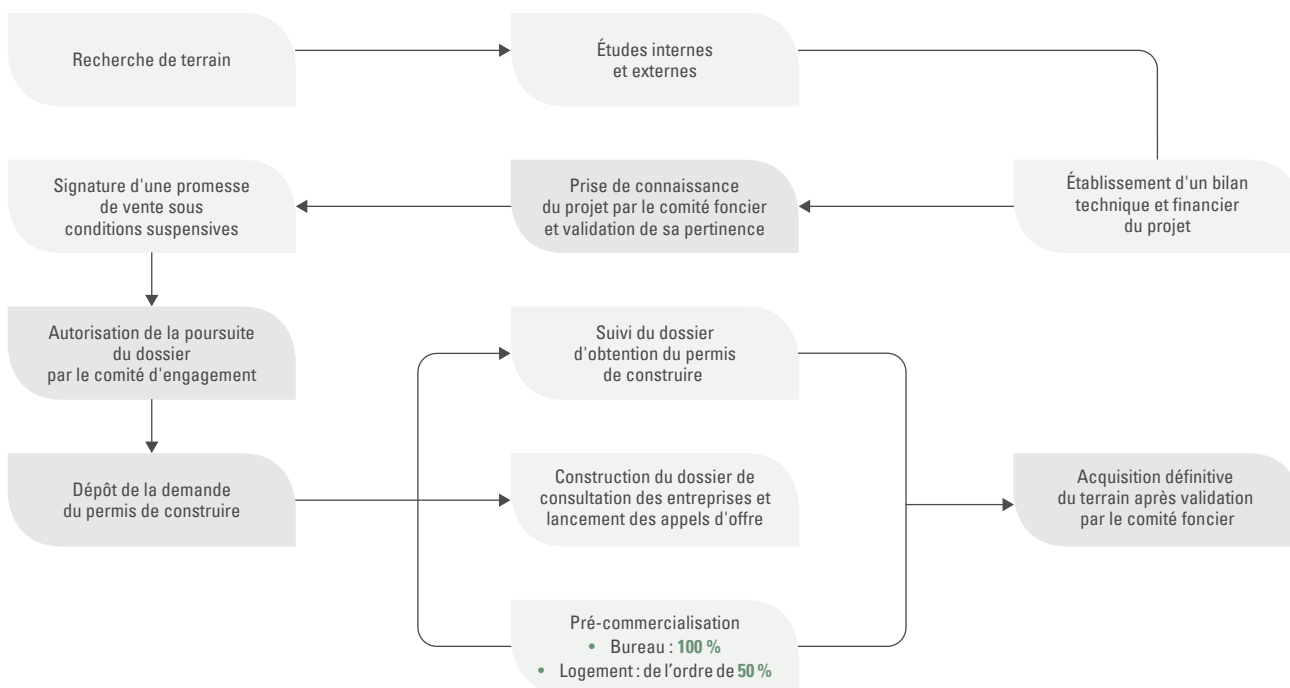 Recherche de terrain
Études internes
et externes
Établissement d'un bilan
technique et financier
du projet
Prise de connaissance
du projet par le comité foncier
et validation de sa pertinence
Signature d'une promesse
de vente sous
conditions suspensives
Autorisation de la poursuite
du dossier
par le comité d'engagement
Dépôt de la demande
du permis de construire
Suivi du dossier
d'obtention du permis
de construire
Construction du dossier de
consultation des entreprises et
lancement des appels d'offre
Pré-commercialisation
• Bureau : 100 %
• Logement : de l'ordre de 50 %
Acquisition définitive
du terrain après validation
par le comité foncier